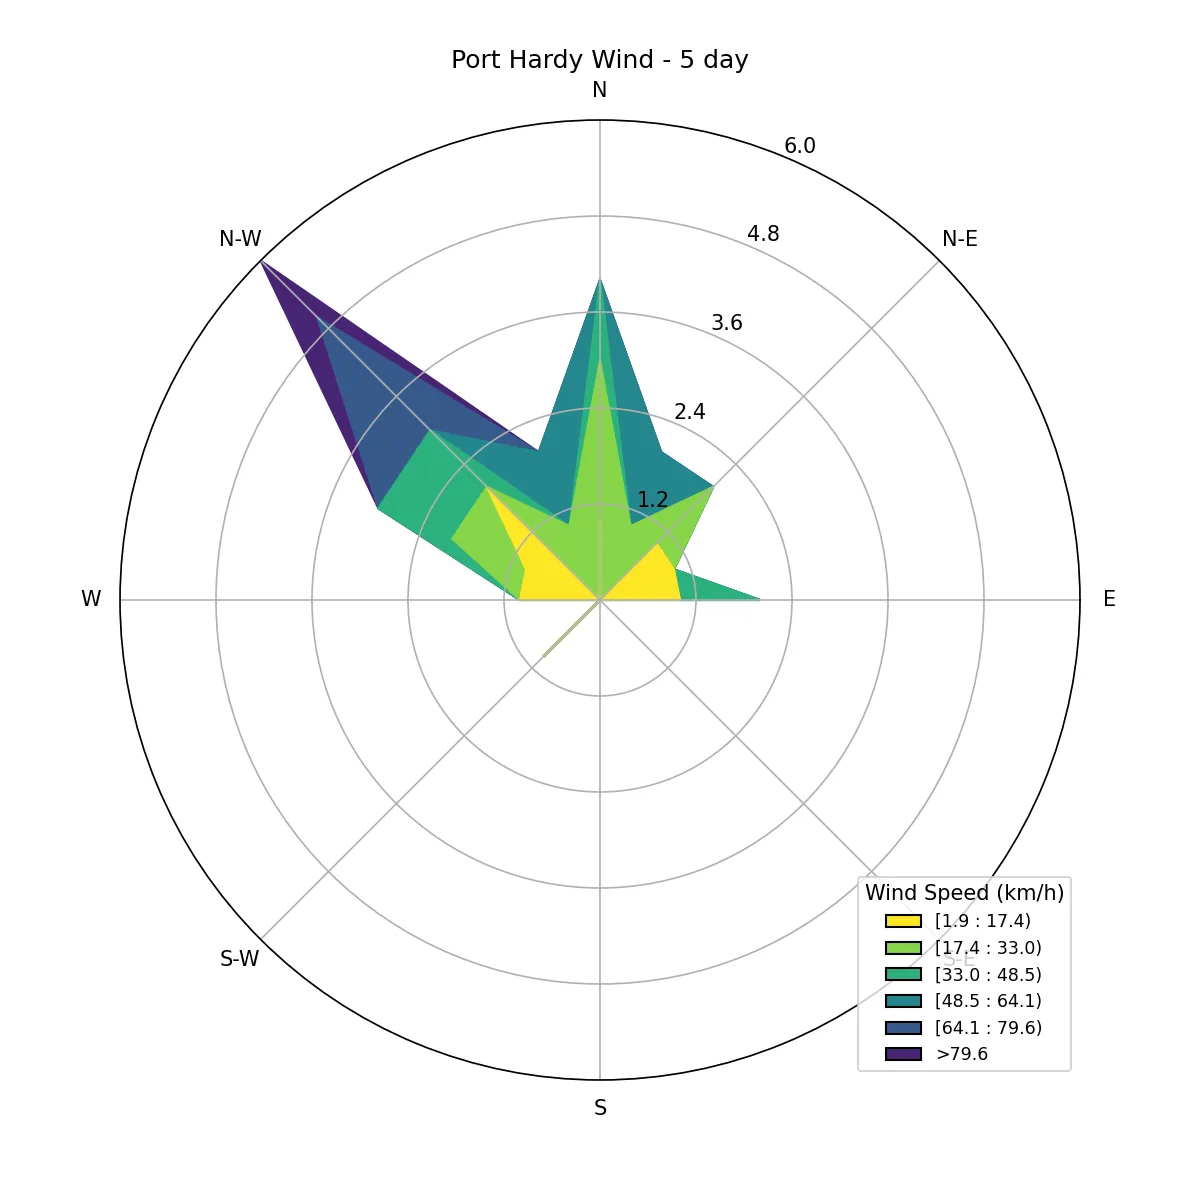 Port Hardy Wind - 5 day
N
6.0
4.8
N-W
N-E
3.6
2.4
1.2
W
E
Wind Speed (km/h)
[1.9 : 17.4)
[17.4 : 33.0)
S-W
S-E
[33.0 : 48.5)
[48.5 : 64.1)
[64.1 : 79.6)
>79.6
S